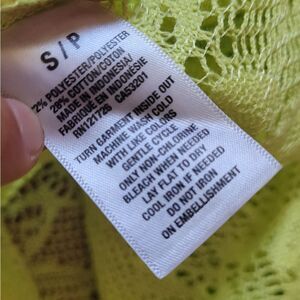 S / P
72% POLYESTER/POLYESTER
28% COTTON/COTON
MADE IN INDONESIA/
FABRIQUÉ EN INDONESIE
RN121726 CA53201
TURN GARMENT INSIDE OUT
MACHINE WASH COLD
WITH LIKE COLORS
GENTLE CYCLE
ONLY NON-CHLORINE
BLEACH WHEN NEEDED
LAY FLAT TO DRY
COOL IRON IF NEEDED
DO NOT IRON
ON EMBELLISHMENT